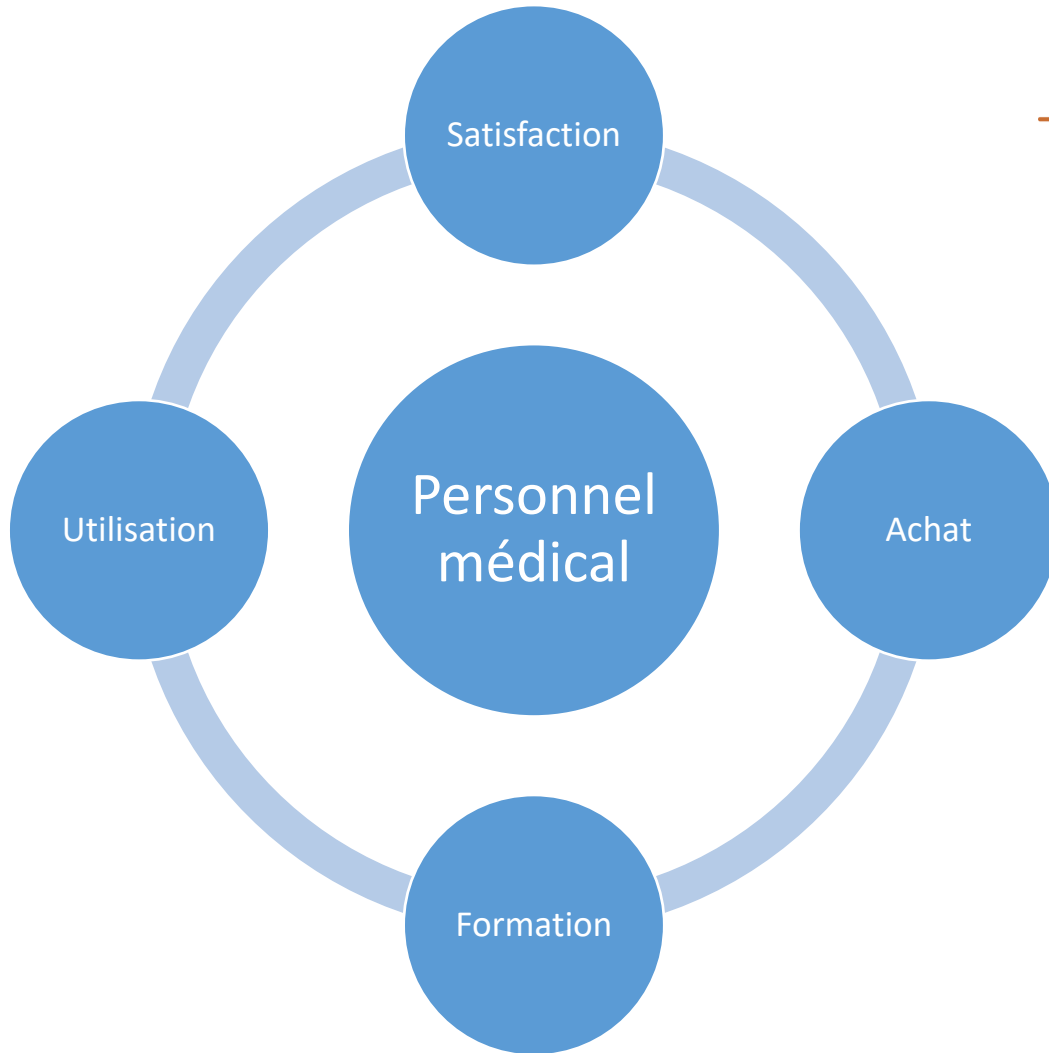 Satisfaction
Utilisation
Personnel
médical
Achat
Formation